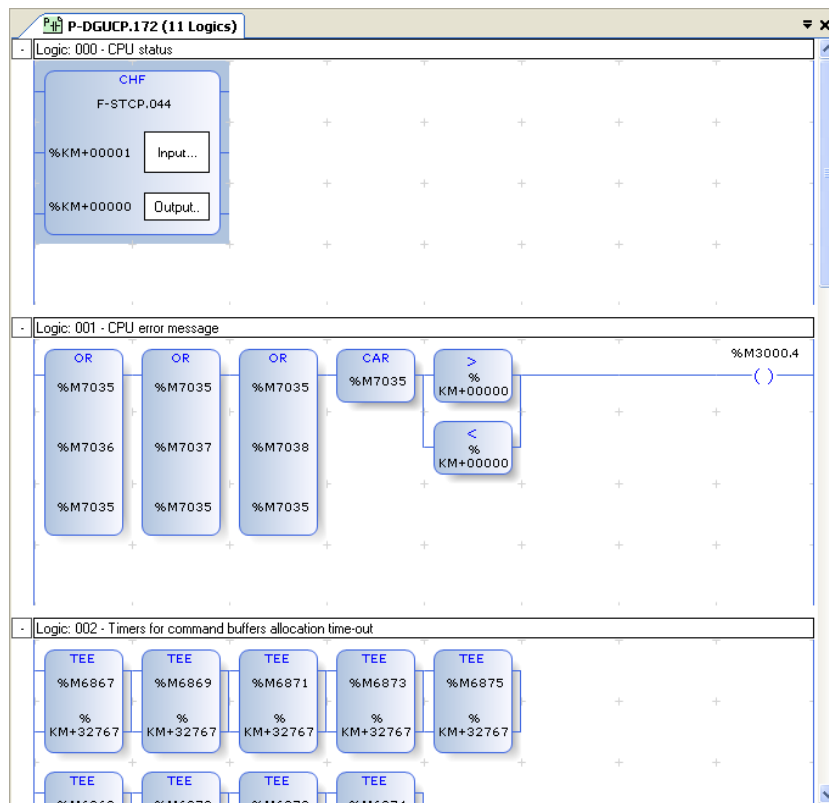 P-DGUCP.172 (11 Logics)
Logic: 000 - CPU status
CHF
F-STCP.044
%KM+00001 Input...
%KM+00000 Output..
Logic: 001 - CPU error message
OR OR OR CAR > %M3000.4
%M7035 %M7035 %M7035 %M7035 % ( )
KM+00000
<
%M7036 %M7037 %M7038 %
KM+00000
%M7035 %M7035 %M7035
Logic: 002 - Timers for command buffers allocation time-out
TEE TEE TEE TEE TEE
%M6867 %M6869 %M6871 %M6873 %M6875
% % % % %
KM+32767 KM+32767 KM+32767 KM+32767 KM+32767
TEE TEE TEE TEE